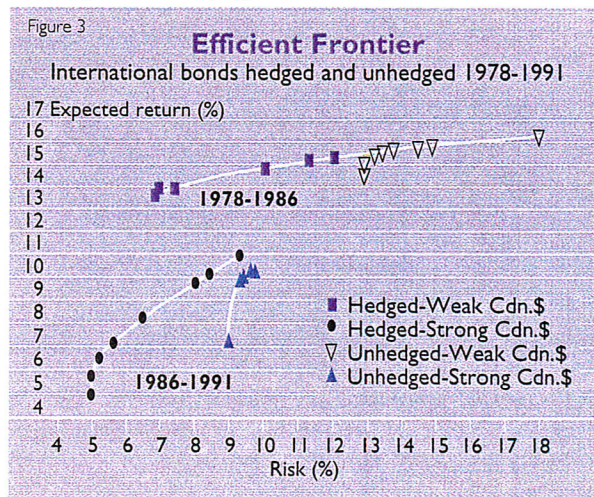 Figure 3
Efficient Frontier
International bonds hedged and unhedged 1978-1991
17 Expected return (%)
16
15
14
13
12
11
10
9
8
7
6
5
4
1978-1986
1986-1991
Hedged-Weak Cdn.$
Hedged-Strong Cdn.$
Unhedged-Weak Cdn.$
Unhedged-Strong Cdn.$
4 5 6 7 8 9 10 11 12 13 14 15 16 17 18
Risk (%)